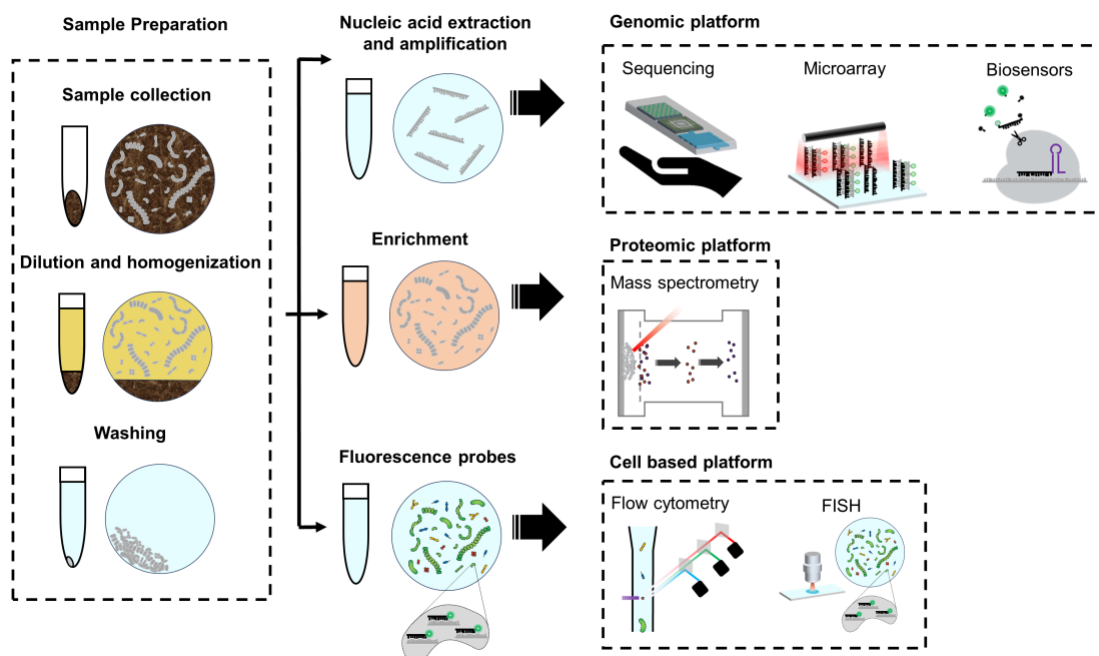 Sample Preparation
Sample collection
Dilution and homogenization
Washing
Nucleic acid extraction
and amplification
Enrichment
Fluorescence probes
Genomic platform
Sequencing
Microarray
Biosensors
Proteomic platform
Mass spectrometry
Cell based platform
Flow cytometry
FISH